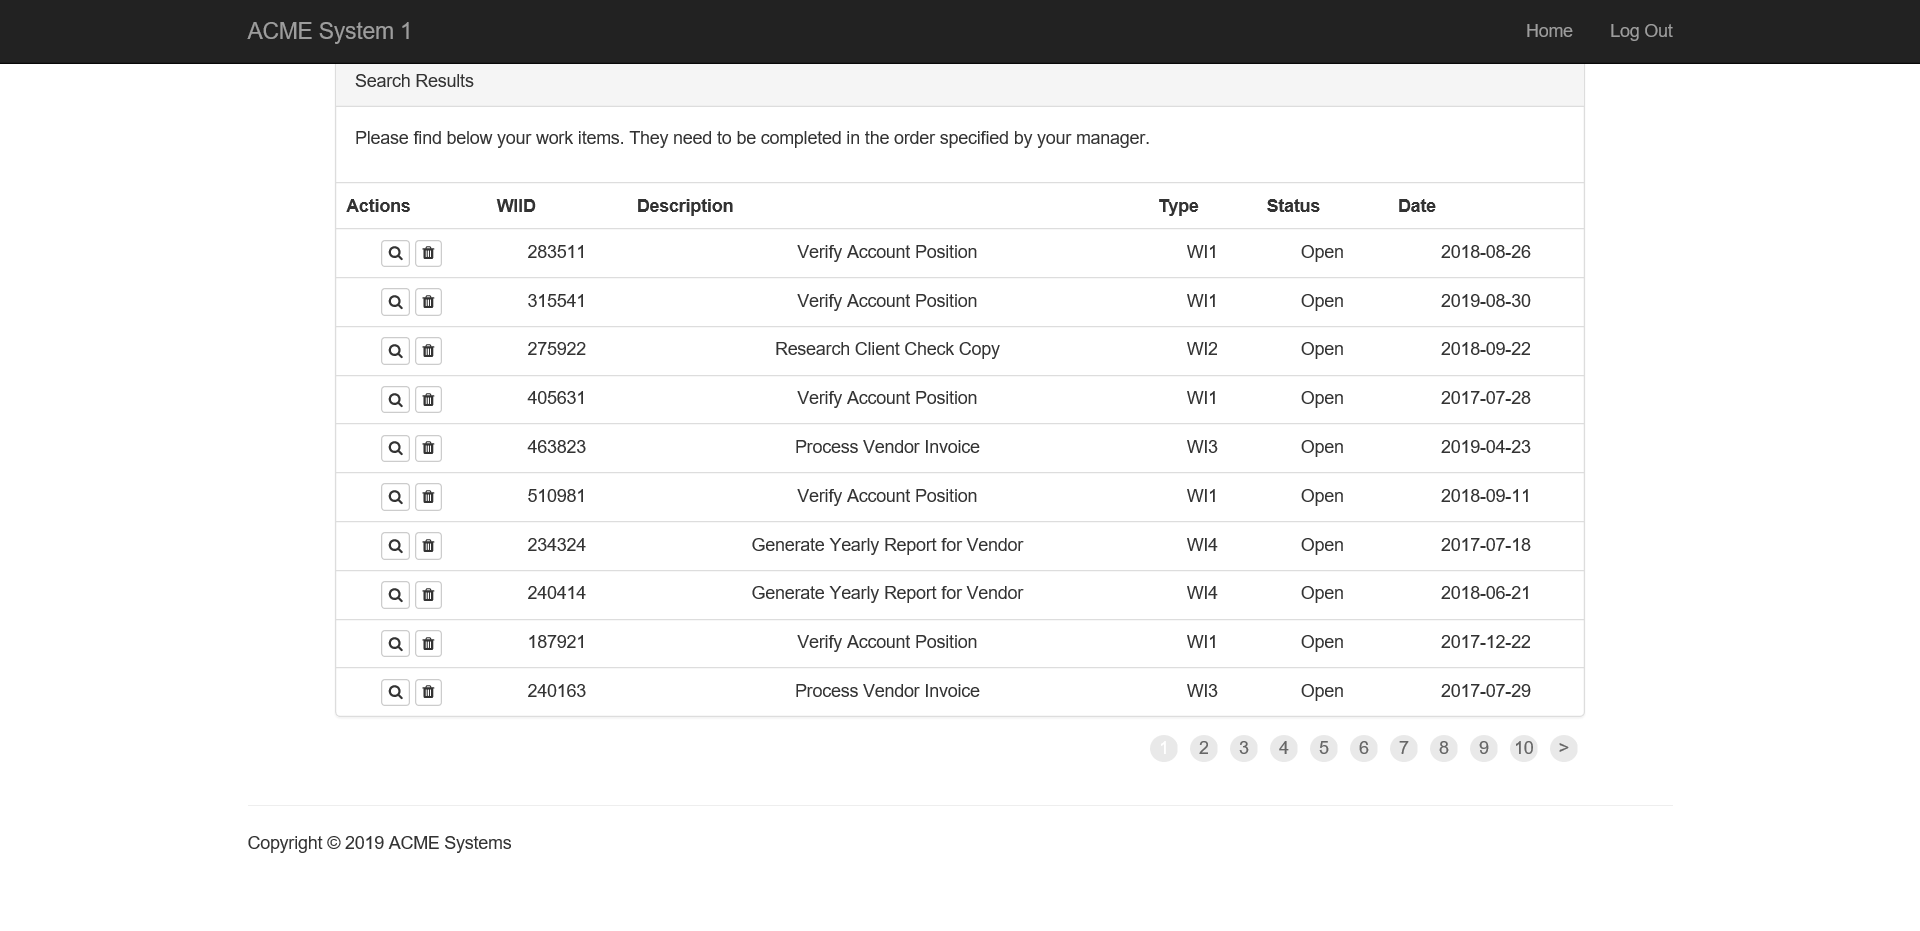 ACME System 1 Home Log Out
Search Results
Please find below your work items. They need to be completed in the order specified by your manager.
Actions WIID Description Type Status Date
283511 Verify Account Position WI1 Open 2018-08-26
315541 Verify Account Position WI1 Open 2019-08-30
275922 Research Client Check Copy WI2 Open 2018-09-22
405631 Verify Account Position WI1 Open 2017-07-28
463823 Process Vendor Invoice WI3 Open 2019-04-23
510981 Verify Account Position WI1 Open 2018-09-11
234324 Generate Yearly Report for Vendor WI4 Open 2017-07-18
240414 Generate Yearly Report for Vendor WI4 Open 2018-06-21
187921 Verify Account Position WI1 Open 2017-12-22
240163 Process Vendor Invoice WI3 Open 2017-07-29
1 2 3 4 5 6 7 8 9 10 >
Copyright © 2019 ACME Systems